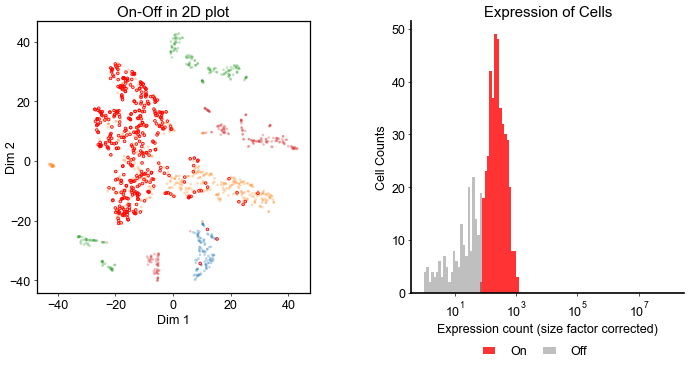 On-Off in 2D plot
Dim 2
40
20
0
−20
−40
−40 −20 0 20 40
Dim 1
Expression of Cells
Cell Counts
50
40
30
20
10
0
10^1 10^3 10^5 10^7
Expression count (size factor corrected)
On Off